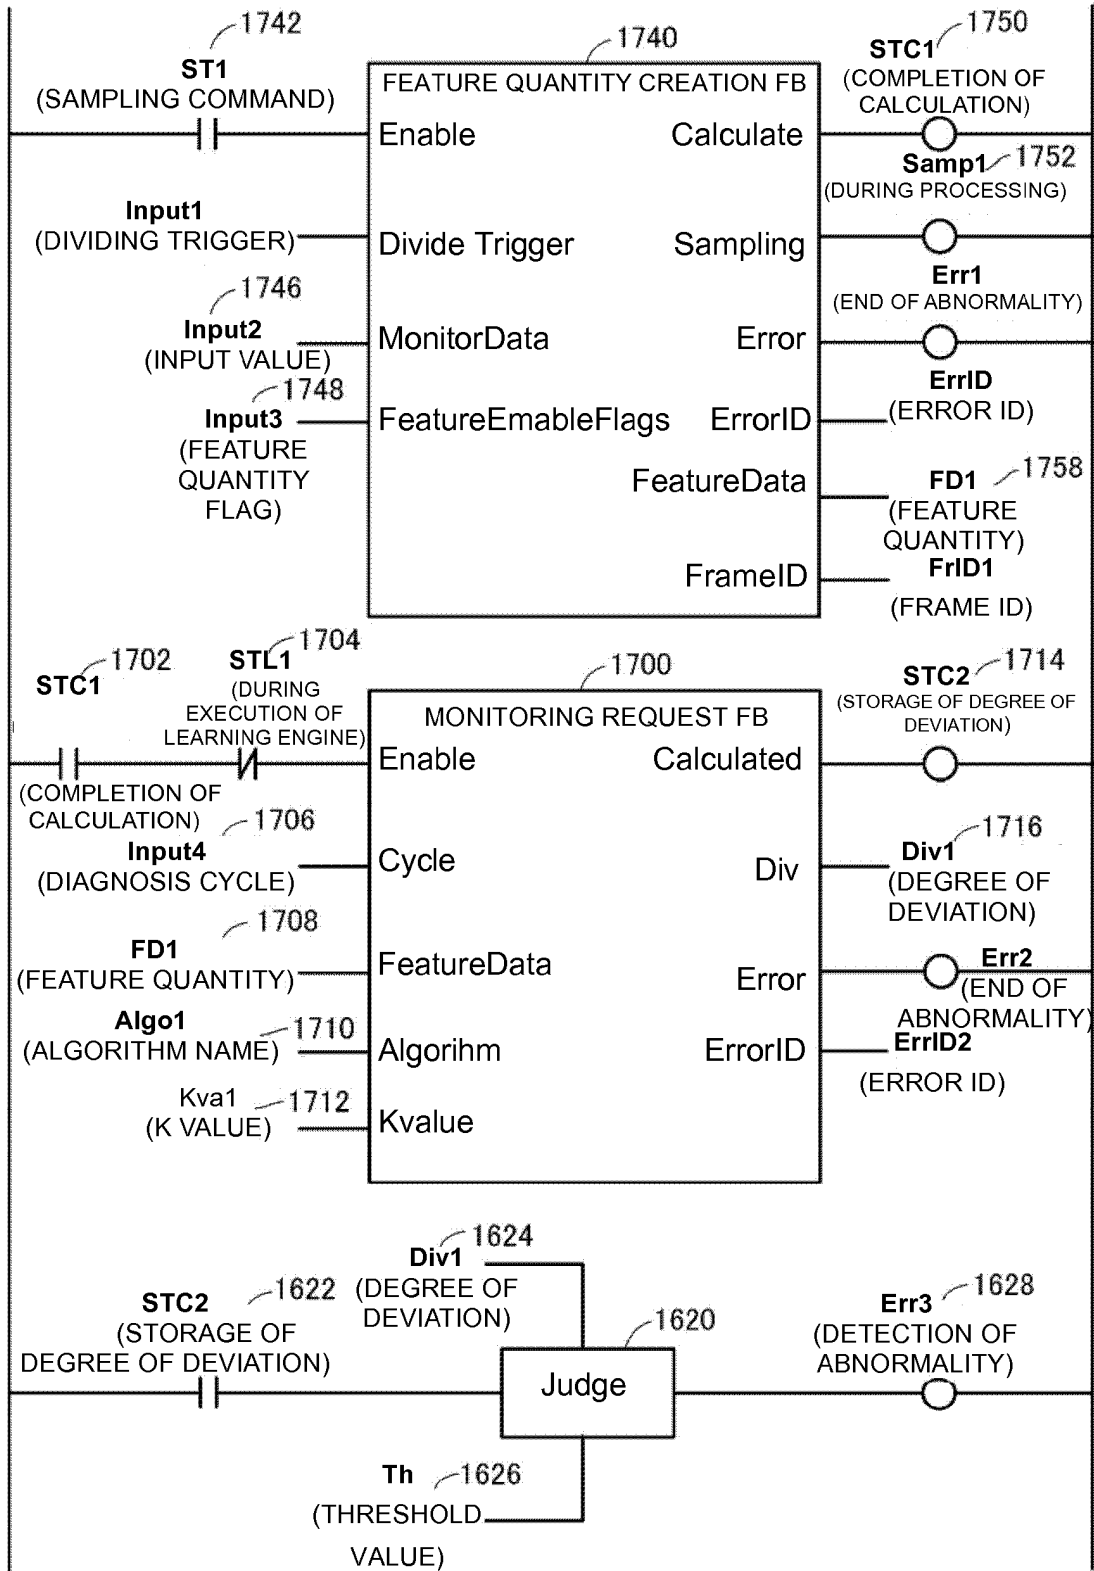 1742
ST1
(SAMPLING COMMAND)
1740
FEATURE QUANTITY CREATION FB
1750
STC1
(COMPLETION OF
CALCULATION)
Enable
Calculate
Samp1
1752
(DURING PROCESSING)
Input1
(DIVIDING TRIGGER)
Divide Trigger
Sampling
Err1
(END OF ABNORMALITY)
1746
Input2
(INPUT VALUE)
MonitorData
Error
ErrID
(ERROR ID)
1748
Input3
(FEATURE
QUANTITY
FLAG)
FeatureEmableFlags
ErrorID
FeatureData
FD1
1758
(FEATURE
QUANTITY)
FrameID
FrID1
(FRAME ID)
STC1
1702
(COMPLETION OF
CALCULATION)
STL1
1704
(DURING
EXECUTION OF
LEARNING ENGINE)
1700
MONITORING REQUEST FB
STC2
1714
(STORAGE OF DEGREE OF
DEVIATION)
Enable
Calculated
1706
Input4
(DIAGNOSIS CYCLE)
Cycle
Div
1716
Div1
(DEGREE OF
DEVIATION)
1708
FD1
(FEATURE QUANTITY)
FeatureData
Error
Err2
(END OF
ABNORMALITY)
Algo1
1710
(ALGORITHM NAME)
Algorihm
ErrorID
ErrID2
(ERROR ID)
Kva1
1712
(K VALUE)
Kvalue
1624
Div1
(DEGREE OF
DEVIATION)
1622
STC2
(STORAGE OF
DEGREE OF DEVIATION)
1620
Judge
Err3
1628
(DETECTION OF
ABNORMALITY)
Th
1626
(THRESHOLD
VALUE)